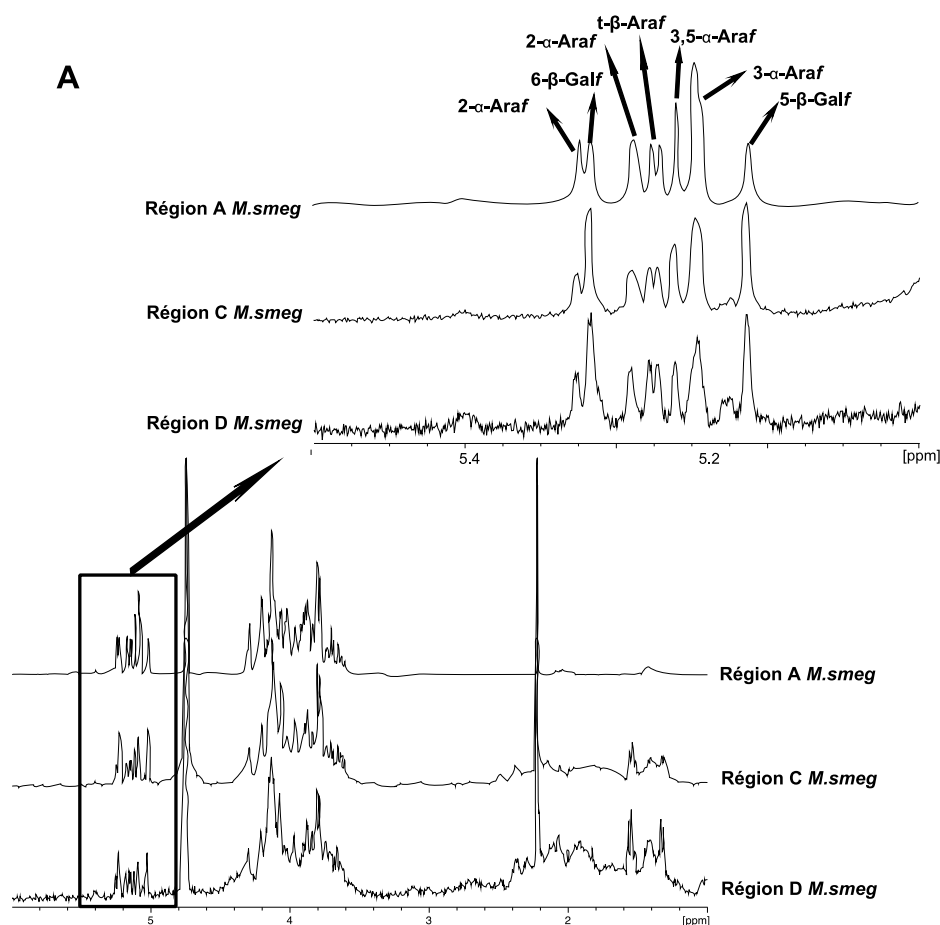 A
t-β-Araf
2-α-Araf
3,5-α-Araf
6-β-Galf
3-α-Araf
2-α-Araf
5-β-Galf
Région A M.smeg
Région C M.smeg
Région D M.smeg
5.4 5.2 [ppm]
Région A M.smeg
Région C M.smeg
Région D M.smeg
5 4 3 2 [ppm]